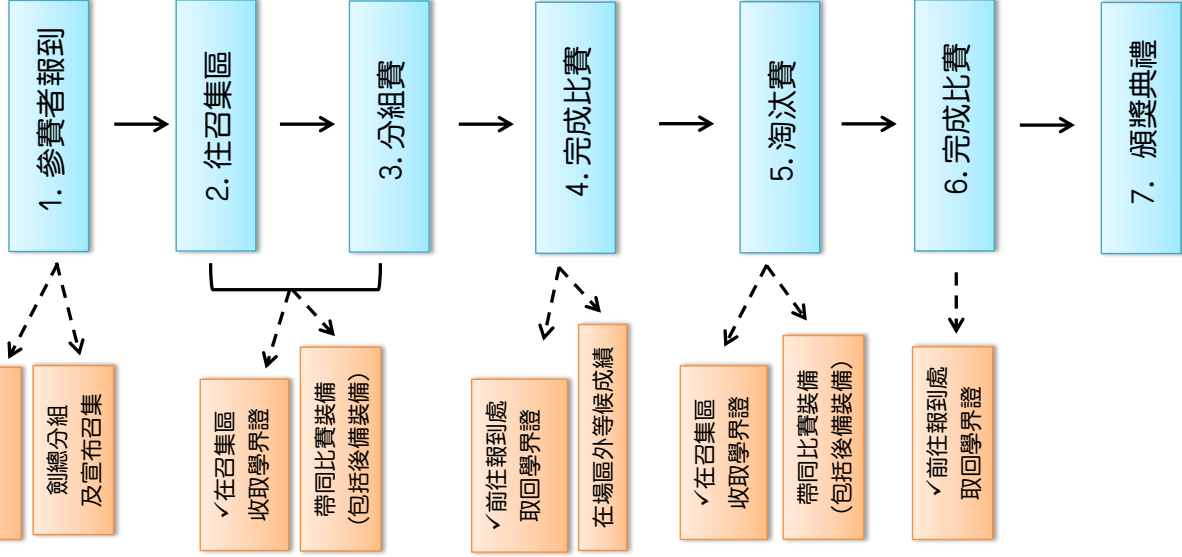 1. 參賽者報到
2. 往召集區
3. 分組賽
4. 完成比賽
5. 淘汰賽
6. 完成比賽
7. 頒獎典禮
劍總分組
及宣布召集
✓在召集區
收取學界證
帶同比賽裝備
(包括後備裝備)
✓前往報到處
取回學界證
在場區外等候成績
✓在召集區
收取學界證
帶同比賽裝備
(包括後備裝備)
✓前往報到處
取回學界證